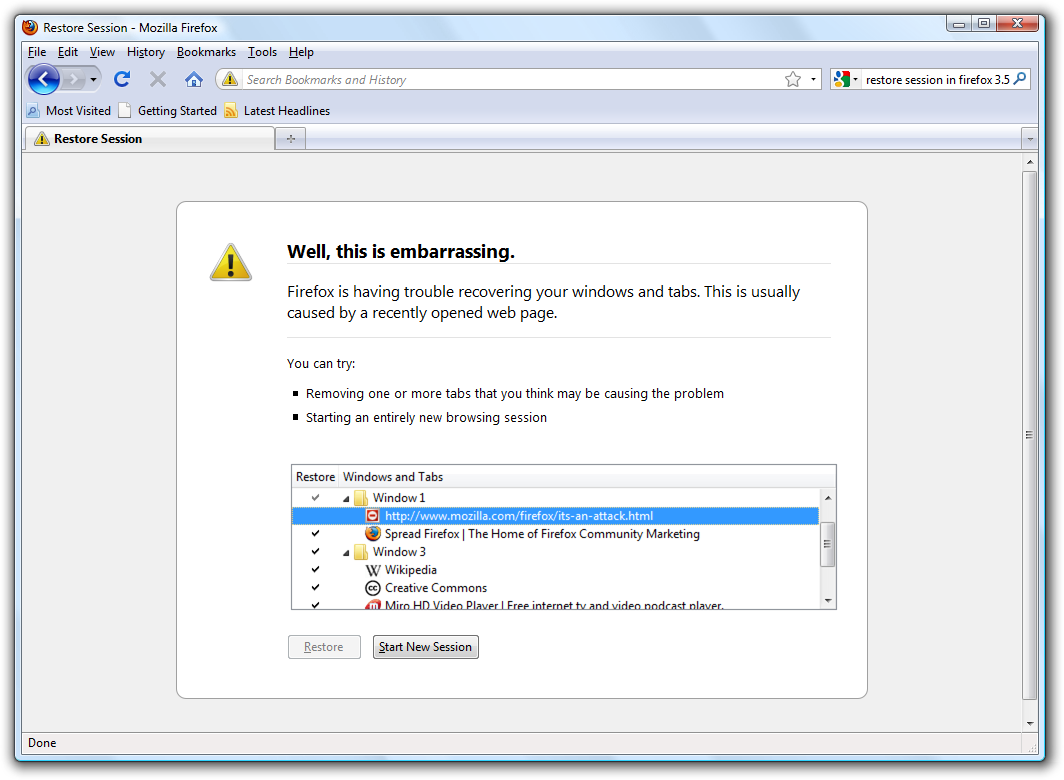 Restore Session - Mozilla Firefox
File Edit View History Bookmarks Tools Help
Search Bookmarks and History
restore session in firefox 3.5
Most Visited Getting Started Latest Headlines
Restore Session
Well, this is embarrassing.
Firefox is having trouble recovering your windows and tabs. This is usually
caused by a recently opened web page.
You can try:
Removing one or more tabs that you think may be causing the problem
Starting an entirely new browsing session
Restore Windows and Tabs
Window 1
http://www.mozilla.com/firefox/its-an-attack.html
Spread Firefox | The Home of Firefox Community Marketing
Window 3
W Wikipedia
cc Creative Commons
m Miro HD Video Player | Free internet tv and video podcast player.
Restore Start New Session
Done